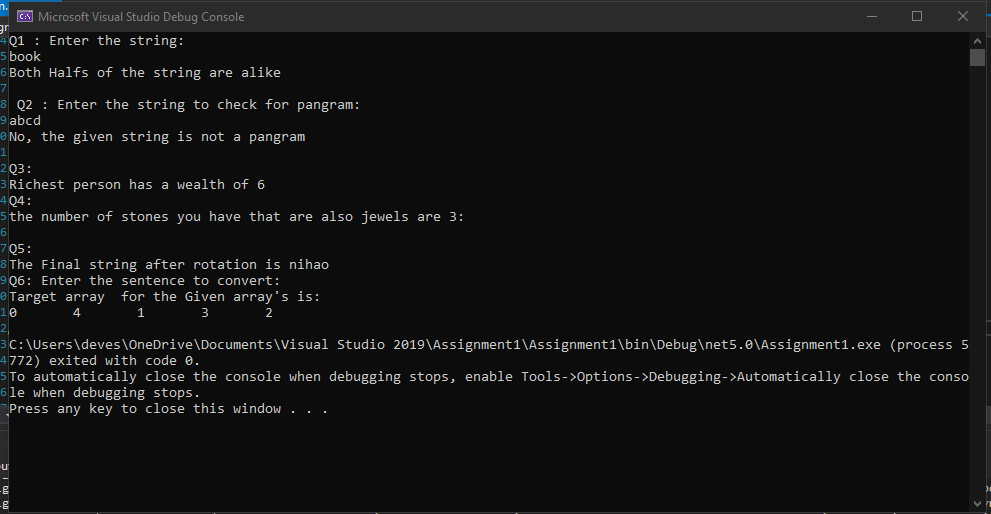 Microsoft Visual Studio Debug Console
Q1 : Enter the string:
book
Both Halfs of the string are alike
Q2 : Enter the string to check for pangram:
abcd
No, the given string is not a pangram
Q3:
Richest person has a wealth of 6
Q4:
the number of stones you have that are also jewels are 3:
Q5:
The Final string after rotation is nihao
Q6: Enter the sentence to convert:
Target array  for the Given array's is:
0       4       1       3       2
C:\Users\deves\OneDrive\Documents\Visual Studio 2019\Assignment1\Assignment1\bin\Debug\net5.0\Assignment1.exe (process 5
772) exited with code 0.
To automatically close the console when debugging stops, enable Tools->Options->Debugging->Automatically close the conso
le when debugging stops.
Press any key to close this window . . .